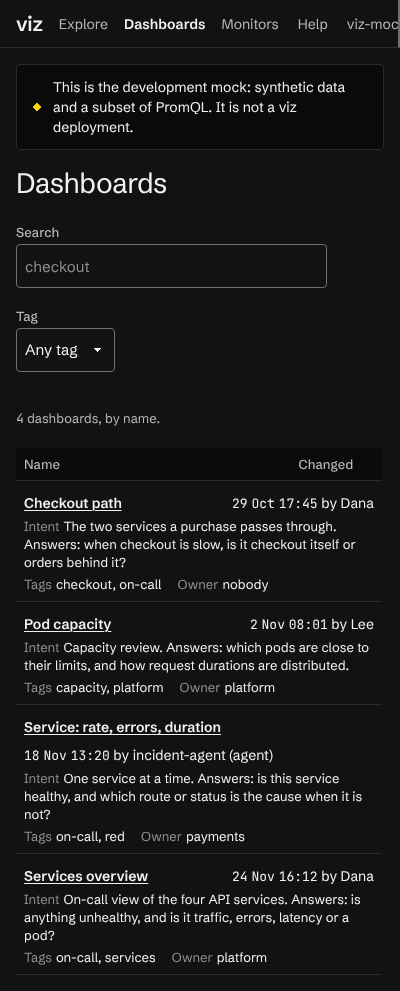 viz Explore Dashboards Monitors Help viz-moc
This is the development mock: synthetic data
and a subset of PromQL. It is not a viz
deployment.
Dashboards
Search
checkout
Tag
Any tag
4 dashboards, by name.
Name Changed
Checkout path 29 Oct 17:45 by Dana
Intent The two services a purchase passes through.
Answers: when checkout is slow, is it checkout itself or
orders behind it?
Tags checkout, on-call Owner nobody
Pod capacity 2 Nov 08:01 by Lee
Intent Capacity review. Answers: which pods are close to
their limits, and how request durations are distributed.
Tags capacity, platform Owner platform
Service: rate, errors, duration
18 Nov 13:20 by incident-agent (agent)
Intent One service at a time. Answers: is this service
healthy, and which route or status is the cause when it is
not?
Tags on-call, red Owner payments
Services overview 24 Nov 16:12 by Dana
Intent On-call view of the four API services. Answers: is
anything unhealthy, and is it traffic, errors, latency or a
pod?
Tags on-call, services Owner platform